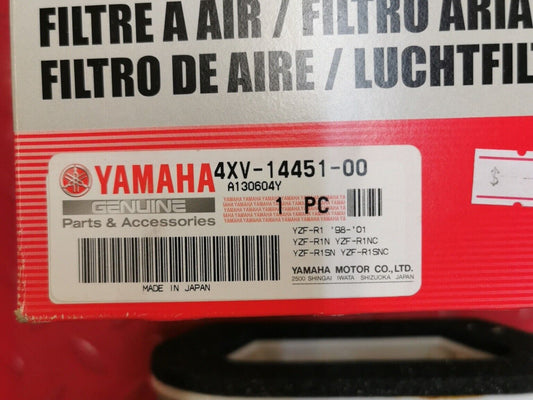 FILTRE A AIR / FILTRO ARIA
FILTRO DE AIRE / LUCHTFIL
YAMAHA 4XV-14451-00
GENUINE A130604Y
Parts & Accessories 1 PC
YZF-R1 '98-'01
YZF-R1N YZF-R1NC
YZF-R1SN YZF-R1SNC
YAMAHA MOTOR CO.,LTD.
2500 SHINGAI IWATA SHIZUOKA JAPAN
MADE IN JAPAN
$